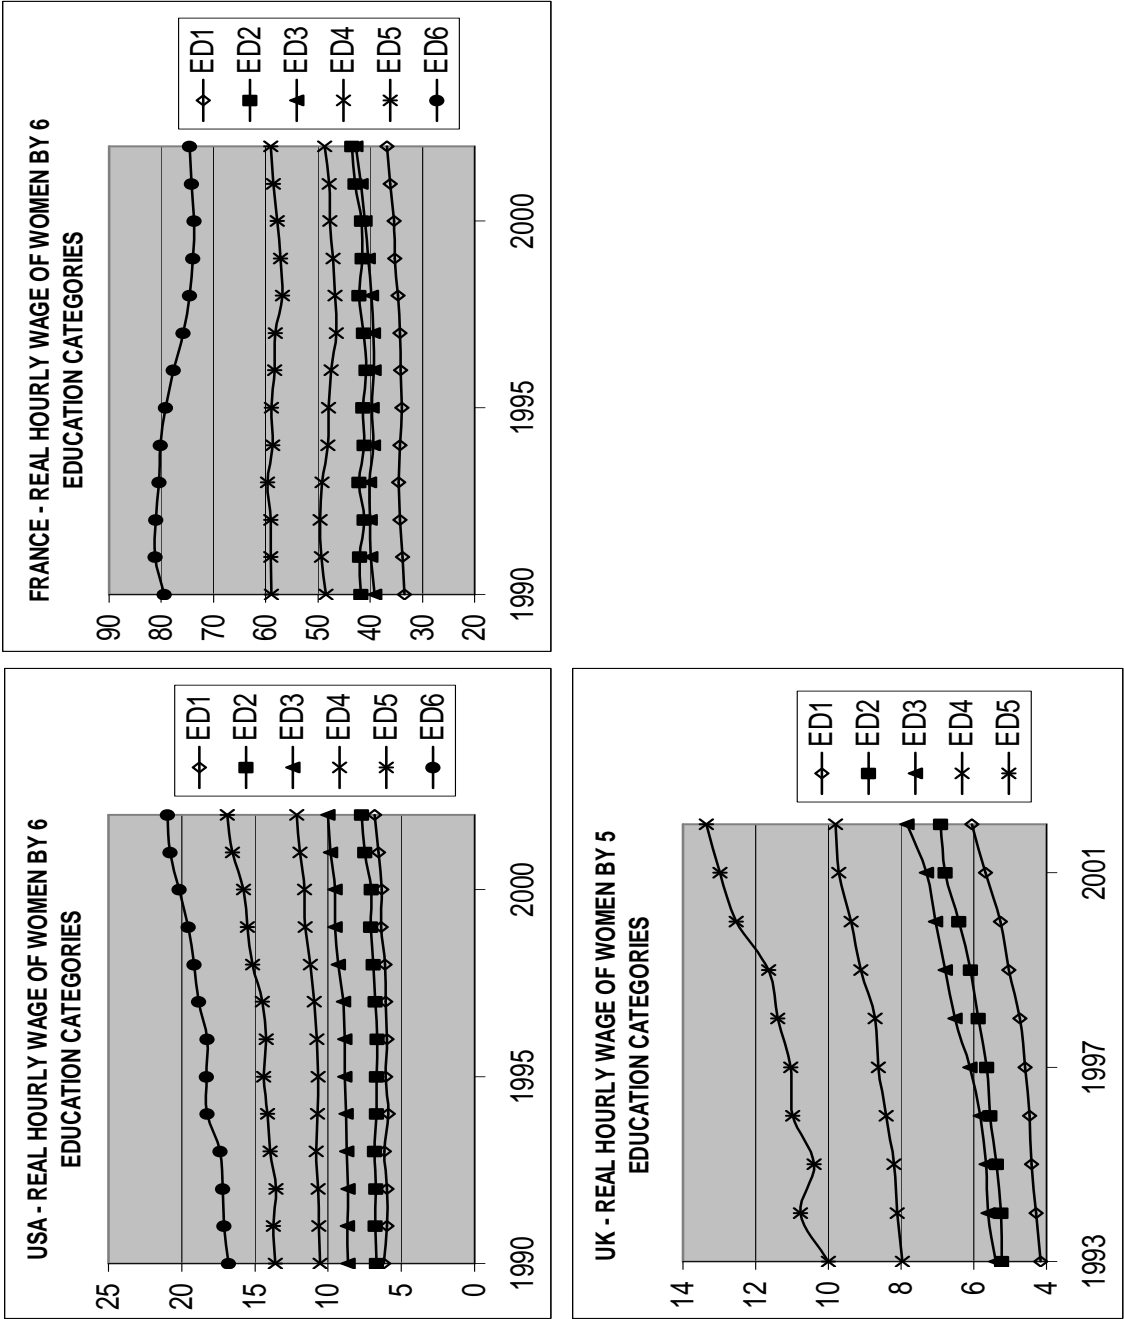 USA - REAL HOURLY WAGE OF WOMEN BY 6
EDUCATION CATEGORIES
25
20
15
10
5
0
1990
1995
2000
ED1
ED2
ED3
ED4
ED5
ED6
FRANCE - REAL HOURLY WAGE OF WOMEN BY 6
EDUCATION CATEGORIES
90
80
70
60
50
40
30
20
1990
1995
2000
ED1
ED2
ED3
ED4
ED5
ED6
UK - REAL HOURLY WAGE OF WOMEN BY 5
EDUCATION CATEGORIES
14
12
10
8
6
4
1993
1997
2001
ED1
ED2
ED3
ED4
ED5